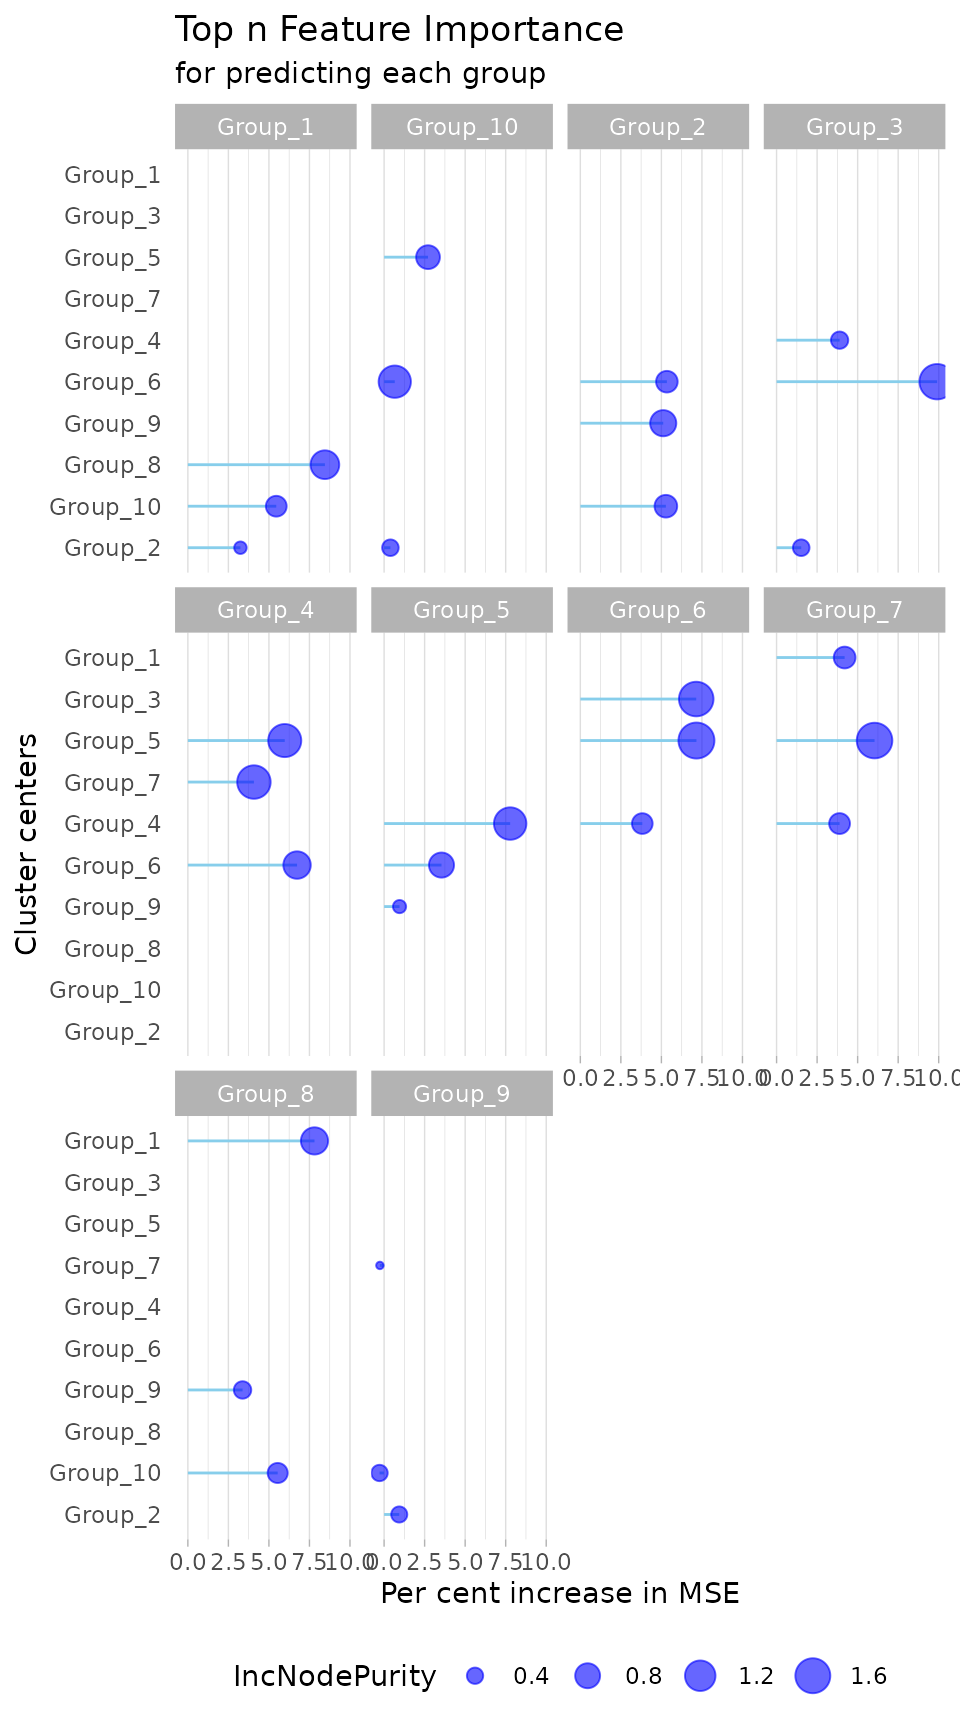 Top n Feature Importance
for predicting each group
Group_1 Group_10 Group_2 Group_3
Group_1
Group_3
Group_5
Group_7
Group_4
Group_6
Group_9
Group_8
Group_10
Group_2
Group_4 Group_5 Group_6 Group_7
Cluster centers
Group_1
Group_3
Group_5
Group_7
Group_4
Group_6
Group_9
Group_8
Group_10
Group_2
0.0 2.5 5.0 7.5 10.0 0.0 2.5 5.0 7.5 10.0
Group_8 Group_9
Group_1
Group_3
Group_5
Group_7
Group_4
Group_6
Group_9
Group_8
Group_10
Group_2
0.0 2.5 5.0 7.5 10.0 0.0 2.5 5.0 7.5 10.0
Per cent increase in MSE
IncNodePurity 0.4 0.8 1.2 1.6